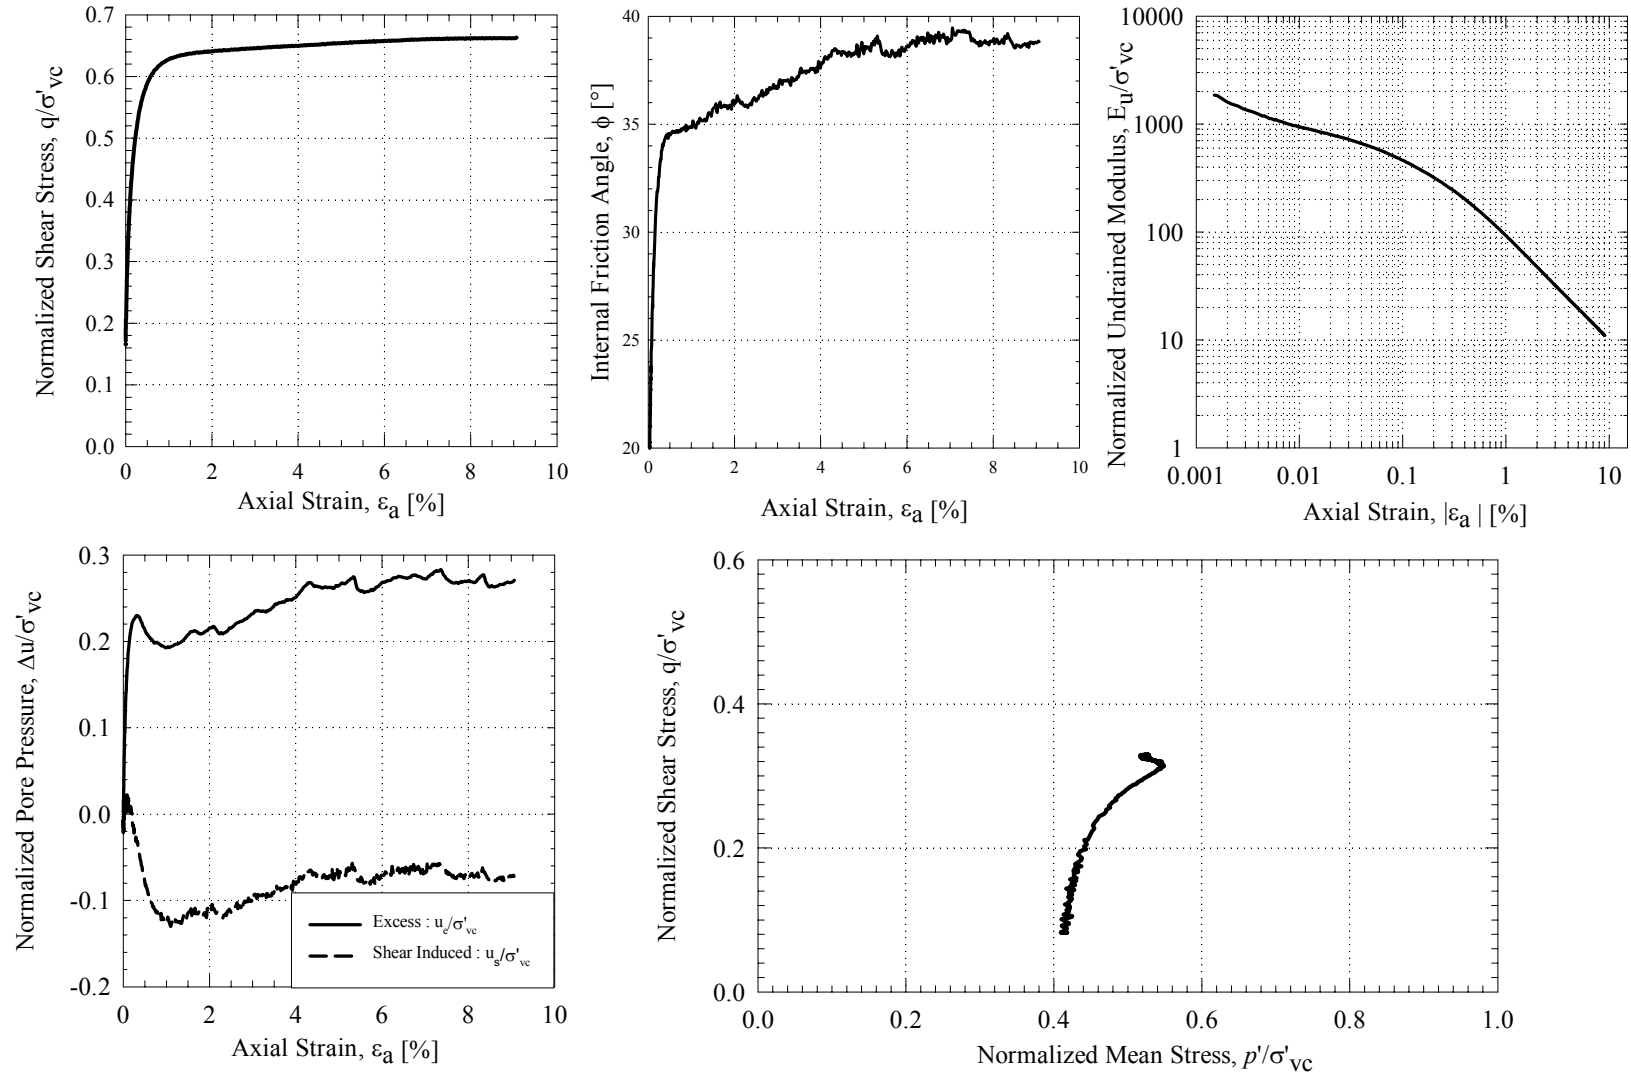 Normalized Shear Stress, q/σ'vc
0.7
0.6
0.5
0.4
0.3
0.2
0.1
0.0
0 2 4 6 8 10
Axial Strain, εa [%]
Internal Friction Angle, ϕ [°]
40
35
30
25
20
0 2 4 6 8 10
Axial Strain, εa [%]
Normalized Undrained Modulus, Eu/σ'vc
10000
1000
100
10
1
0.001 0.01 0.1 1 10
Axial Strain, |εa | [%]
Normalized Pore Pressure, Δu/σ'vc
0.3
0.2
0.1
0.0
-0.1
-0.2
0 2 4 6 8 10
Axial Strain, εa [%]
Excess : ue/σ'vc
Shear Induced : us/σ'vc
Normalized Shear Stress, q/σ'vc
0.6
0.4
0.2
0.0
0.0 0.2 0.4 0.6 0.8 1.0
Normalized Mean Stress, p'/σ'vc